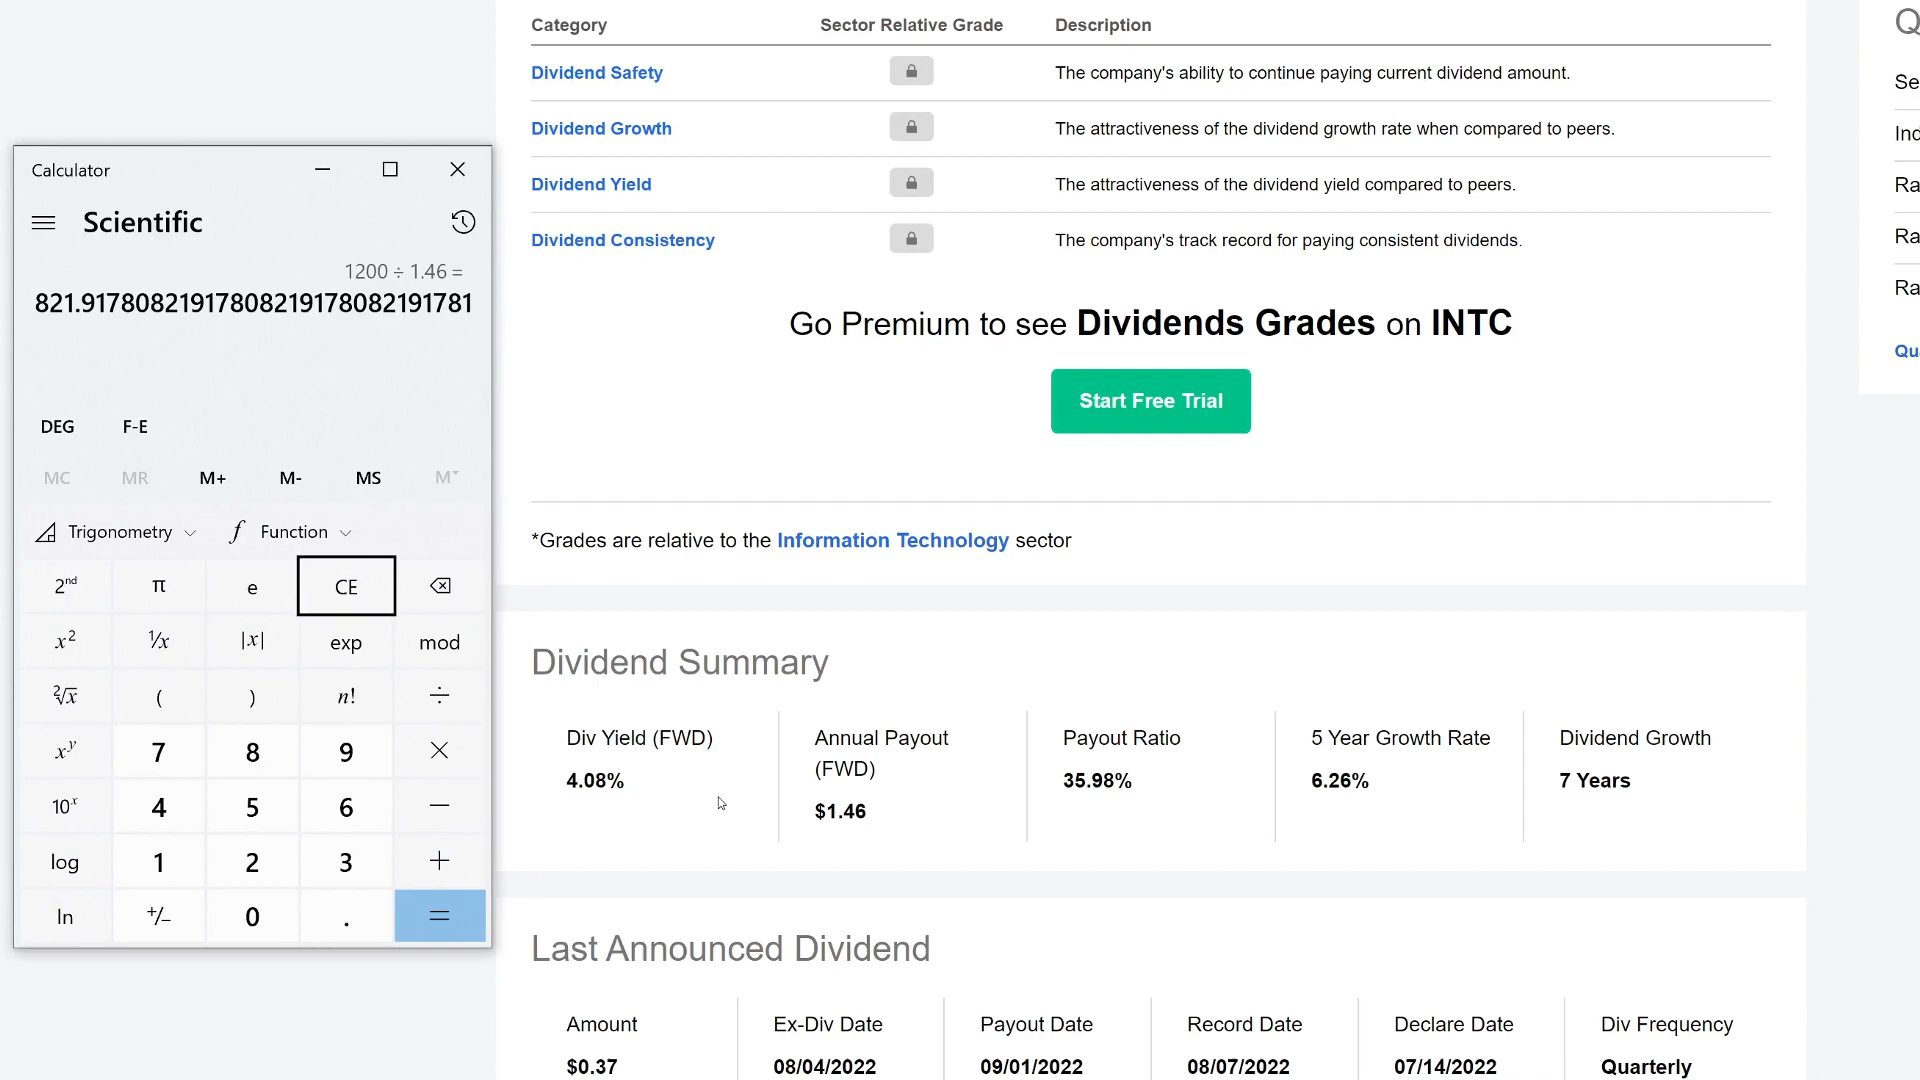 Category Sector Relative Grade Description
Dividend Safety The company's ability to continue paying current dividend amount.
Dividend Growth The attractiveness of the dividend growth rate when compared to peers.
Dividend Yield The attractiveness of the dividend yield compared to peers.
Dividend Consistency The company's track record for paying consistent dividends.
Go Premium to see Dividends Grades on INTC
Start Free Trial
*Grades are relative to the Information Technology sector
Dividend Summary
Div Yield (FWD) Annual Payout (FWD) Payout Ratio 5 Year Growth Rate Dividend Growth
4.08% $1.46 35.98% 6.26% 7 Years
Last Announced Dividend
Amount Ex-Div Date Payout Date Record Date Declare Date Div Frequency
$0.37 08/04/2022 09/01/2022 08/07/2022 07/14/2022 Quarterly
Calculator
Scientific
1200 ÷ 1.46 =
821.91780821917808219178082191781
DEG F-E
MC MR M+ M- MS M˅
Trigonometry f Function
2ⁿᵈ π e CE
x² ¹/x |x| exp mod
²√x ( ) n! ÷
xʸ 7 8 9 ×
10ˣ 4 5 6 −
log 1 2 3 +
ln +/− 0 . =
Se
Ind
Ra
Ra
Ra
Qu